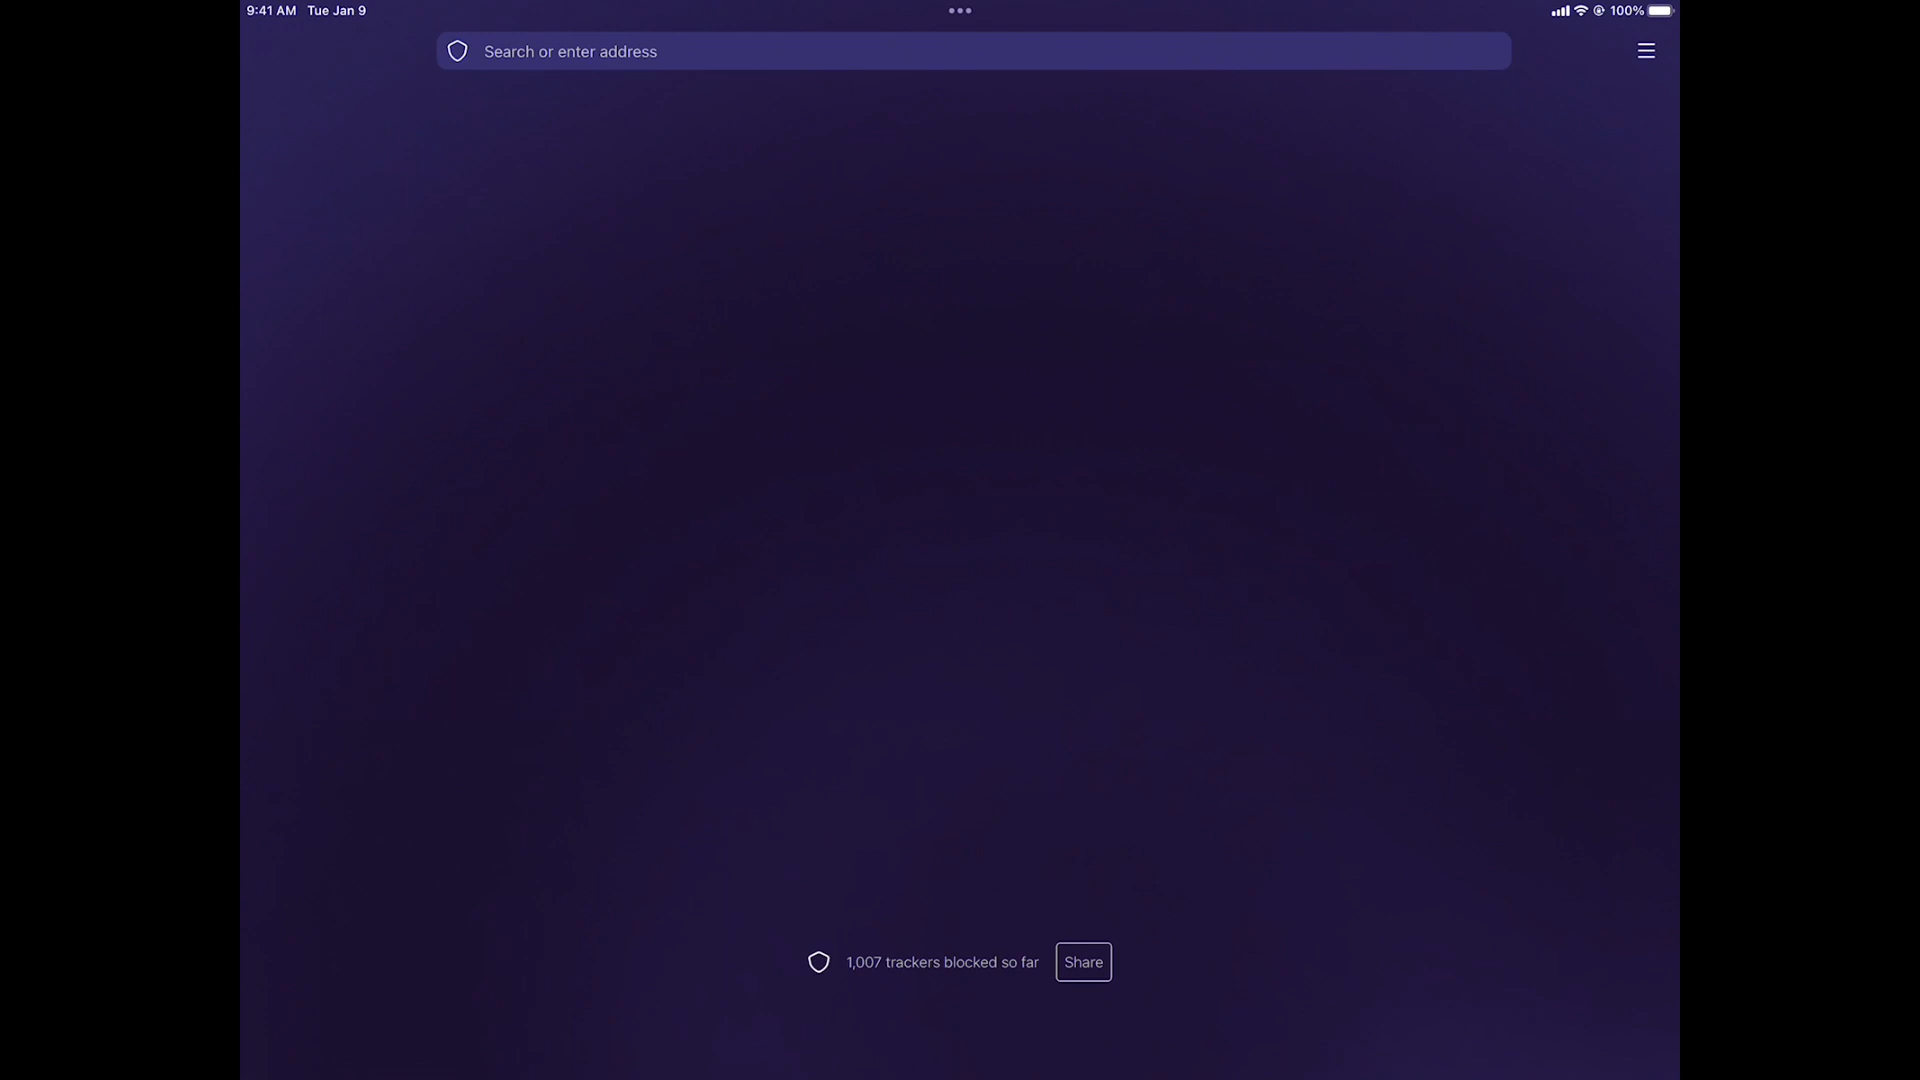 9:41 AM Tue Jan 9
100%
Search or enter address
1,007 trackers blocked so far
Share